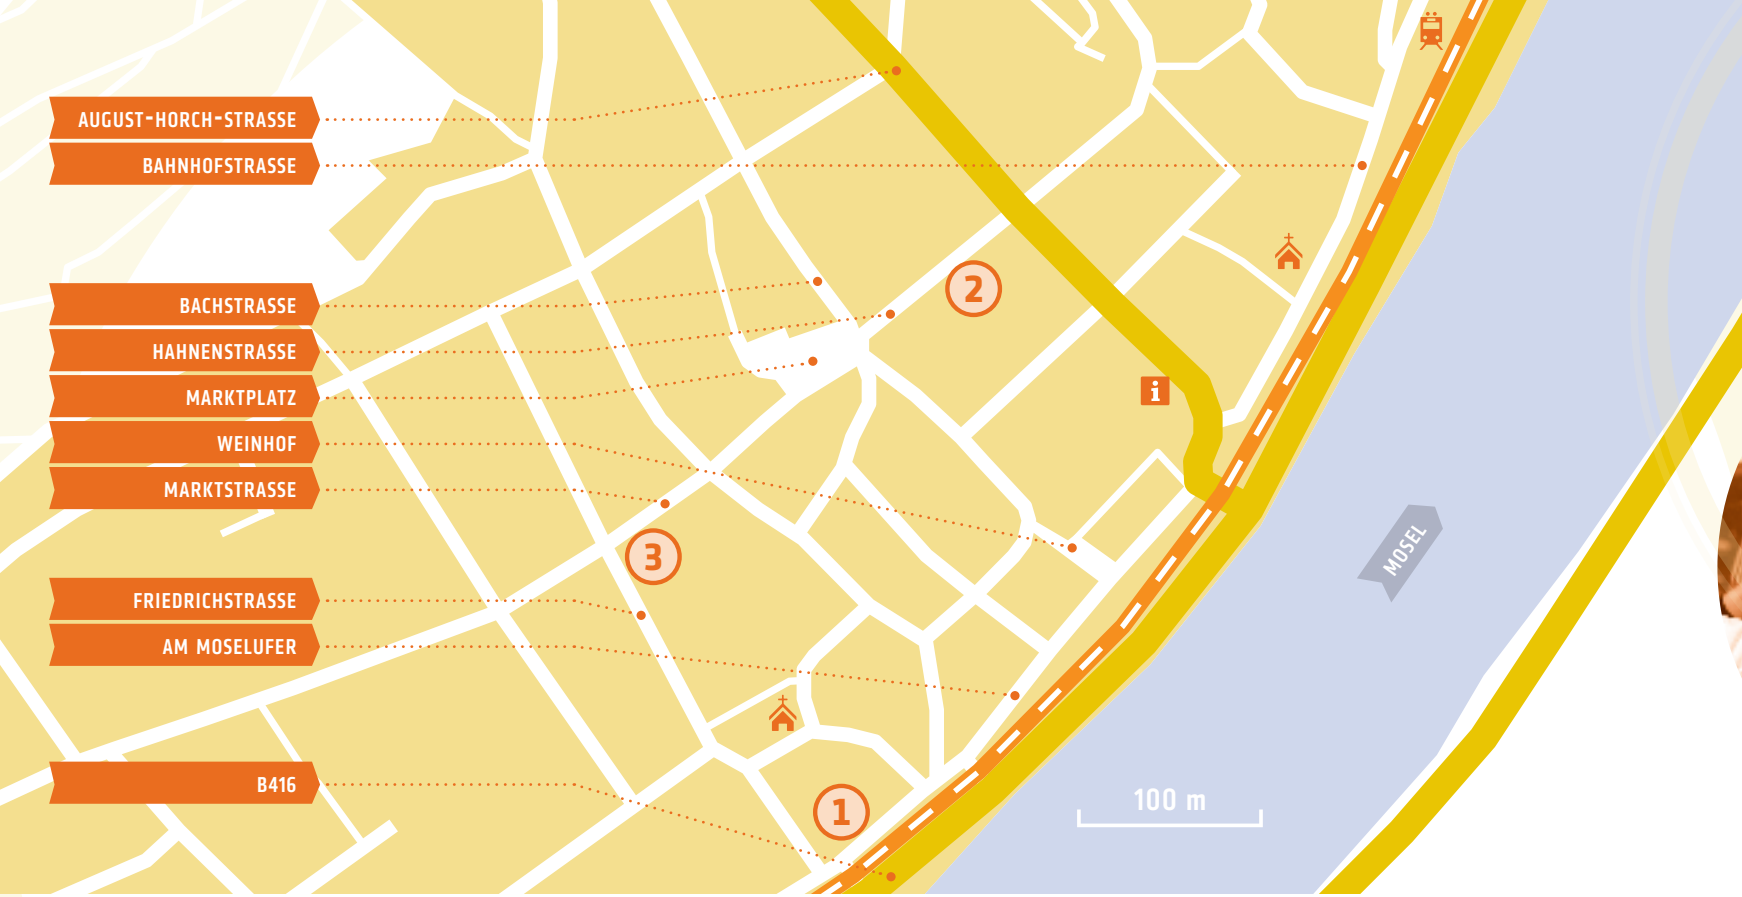 AUGUST-HORCH-STRASSE
BAHNHOFSTRASSE
BACHSTRASSE
HAHNENSTRASSE
MARKTPLATZ
WEINHOF
MARKTSTRASSE
FRIEDRICHSTRASSE
AM MOSELUFER
B416
2
3
1
i
MOSEL
100 m